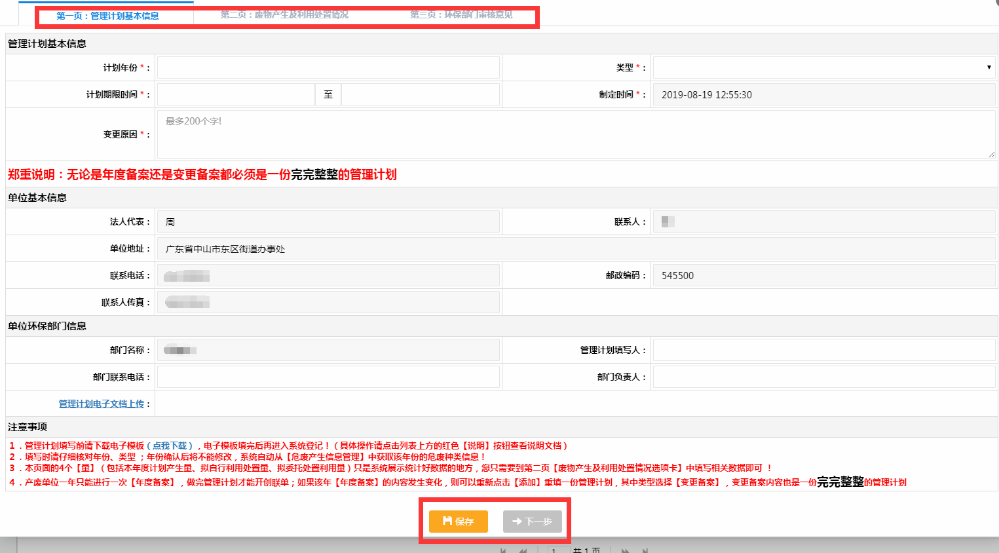 第一页：管理计划基本信息 第二页：废物产生及利用处置情况 第三页：环保部门审核意见
管理计划基本信息
计划年份 * ： 类型 * ：
计划期限时间 * ： 至 制定时间 * ： 2019-08-19 12:55:30
变更原因 * ： 最多200个字!
郑重说明：无论是年度备案还是变更备案都必须是一份完完整整的管理计划
单位基本信息
法人代表： 周 联系人：
单位地址： 广东省中山市东区街道办事处
联系电话： 邮政编码： 545500
联系人传真：
单位环保部门信息
部门名称： 管理计划填写人：
部门联系电话： 部门负责人：
管理计划电子文档上传：
注意事项
1．管理计划填写前请下载电子模板（点我下载），电子模板填完后再进入系统登记！（具体操作请点击列表上方的红色【说明】按钮查看说明文档）
2．填写时请仔细核对年份、类型 ；年份确认后将不能修改，系统自动从【危废产生信息管理】中获取该年份的危废种类信息！
3．本页面的4个【量】（包括本年度计划产生量、拟自行利用处置量、拟委托处置利用量）只是系统展示统计好数据的地方，您只需要到第二页【废物产生及利用处置情况选项卡】中填写相关数据即可 ！
4．产废单位一年只能进行一次【年度备案】，做完管理计划才能开创联单；如果该年【年度备案】的内容发生变化，则可以重新点击【添加】重填一份管理计划，其中类型选择【变更备案】，变更备案内容也是一份完完整整的管理计划
保存 下一步
1 共 1 页